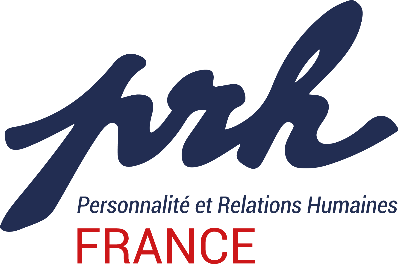 prh
Personnalité et Relations Humaines
FRANCE